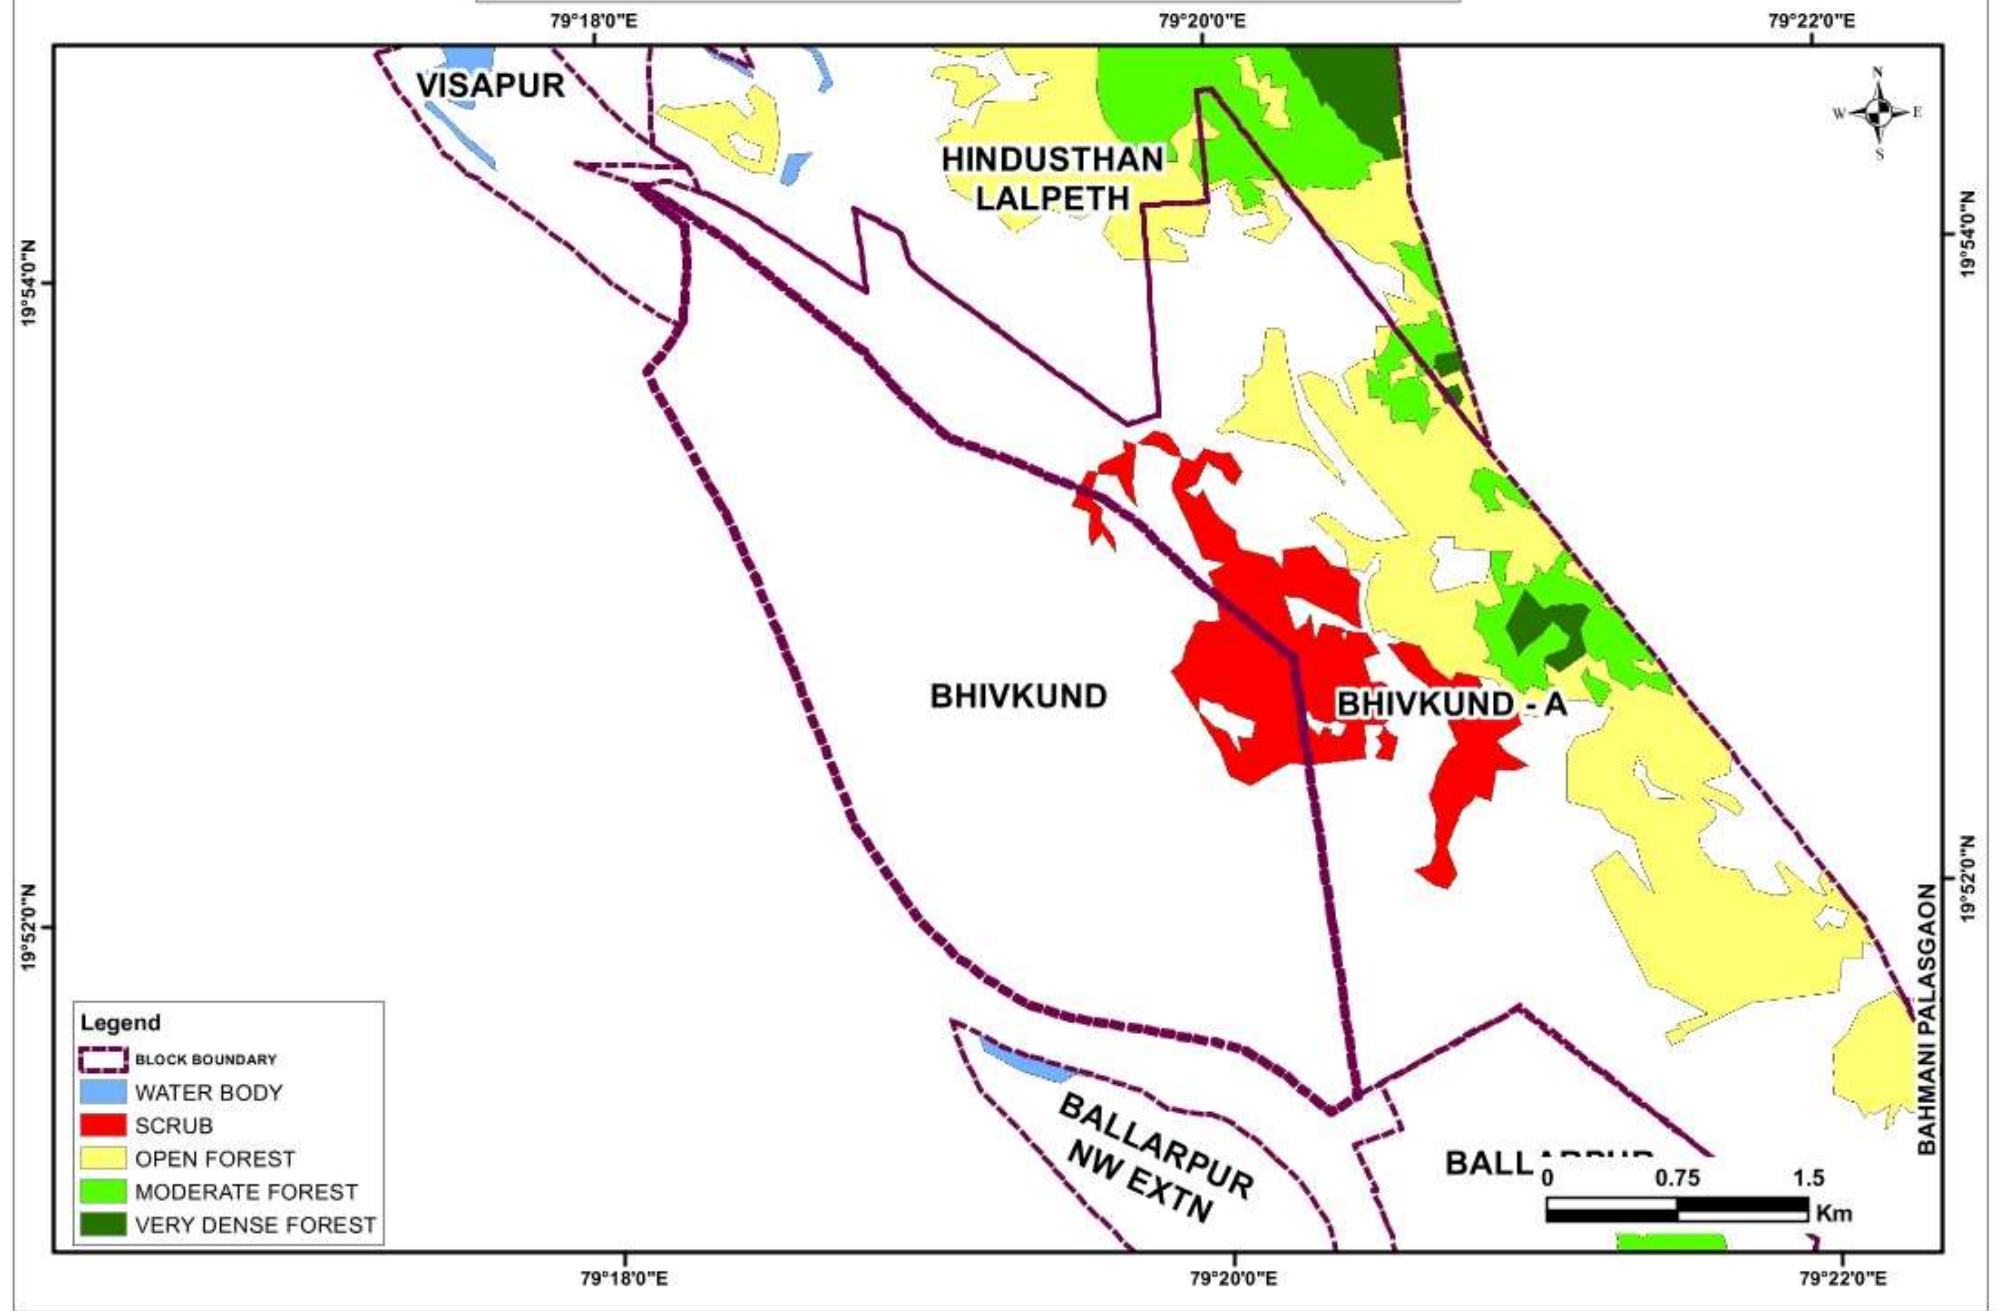 79°18'0"E 79°20'0"E 79°22'0"E
N
W E
S
VISAPUR
HINDUSTHAN
LALPETH
19°54'0"N
19°54'0"N
BHIVKUND
BHIVKUND - A
19°52'0"N
19°52'0"N
BAHMANI PALASGAON
Legend
BLOCK BOUNDARY
WATER BODY
SCRUB
OPEN FOREST
MODERATE FOREST
VERY DENSE FOREST
BALLARPUR
NW EXTN
BALLARPUR
0 0.75 1.5
Km
79°18'0"E 79°20'0"E 79°22'0"E